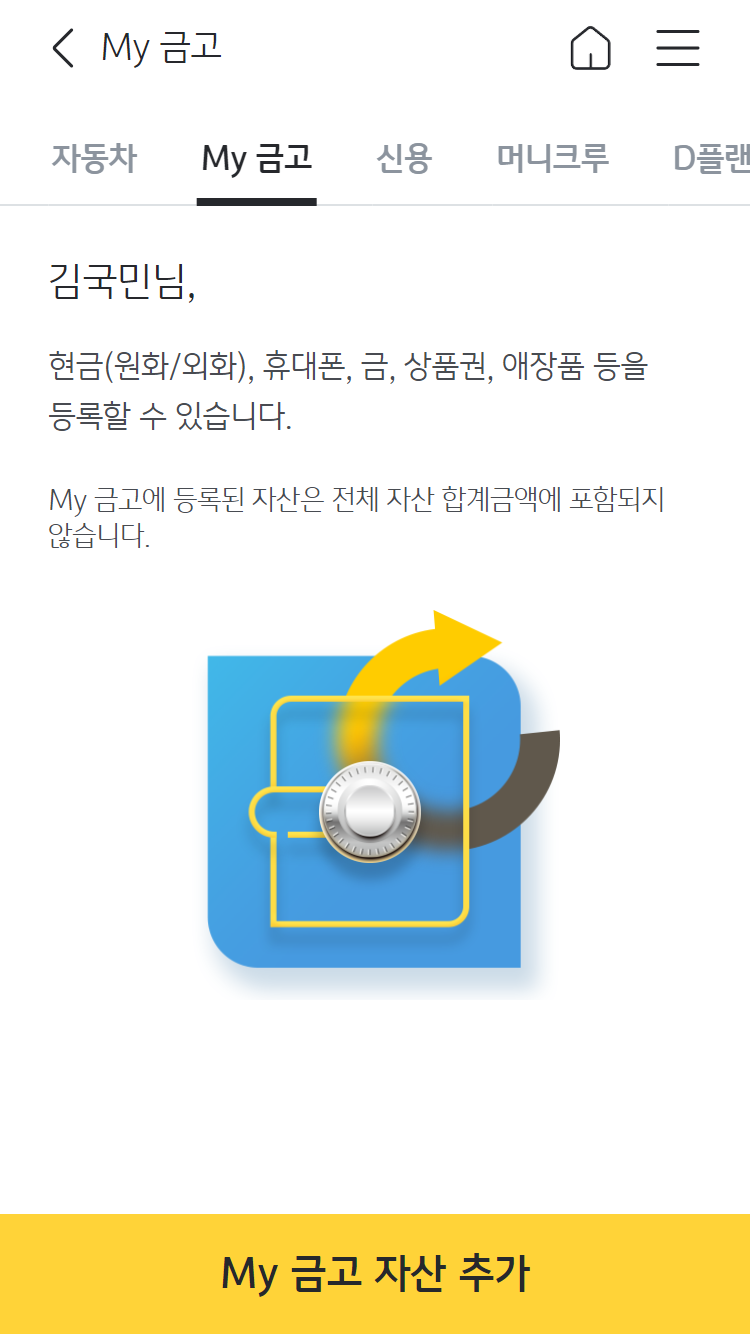 My 금고
자동차 My 금고 신용 머니크루 D플랜
김국민님,
현금(원화/외화), 휴대폰, 금, 상품권, 애장품 등을
등록할 수 있습니다.
My 금고에 등록된 자산은 전체 자산 합계금액에 포함되지
않습니다.
My 금고 자산 추가